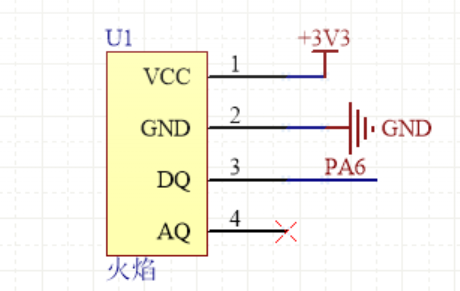 U1
+3V3
VCC 1
GND 2 GND
DQ 3 PA6
AQ 4
火焰